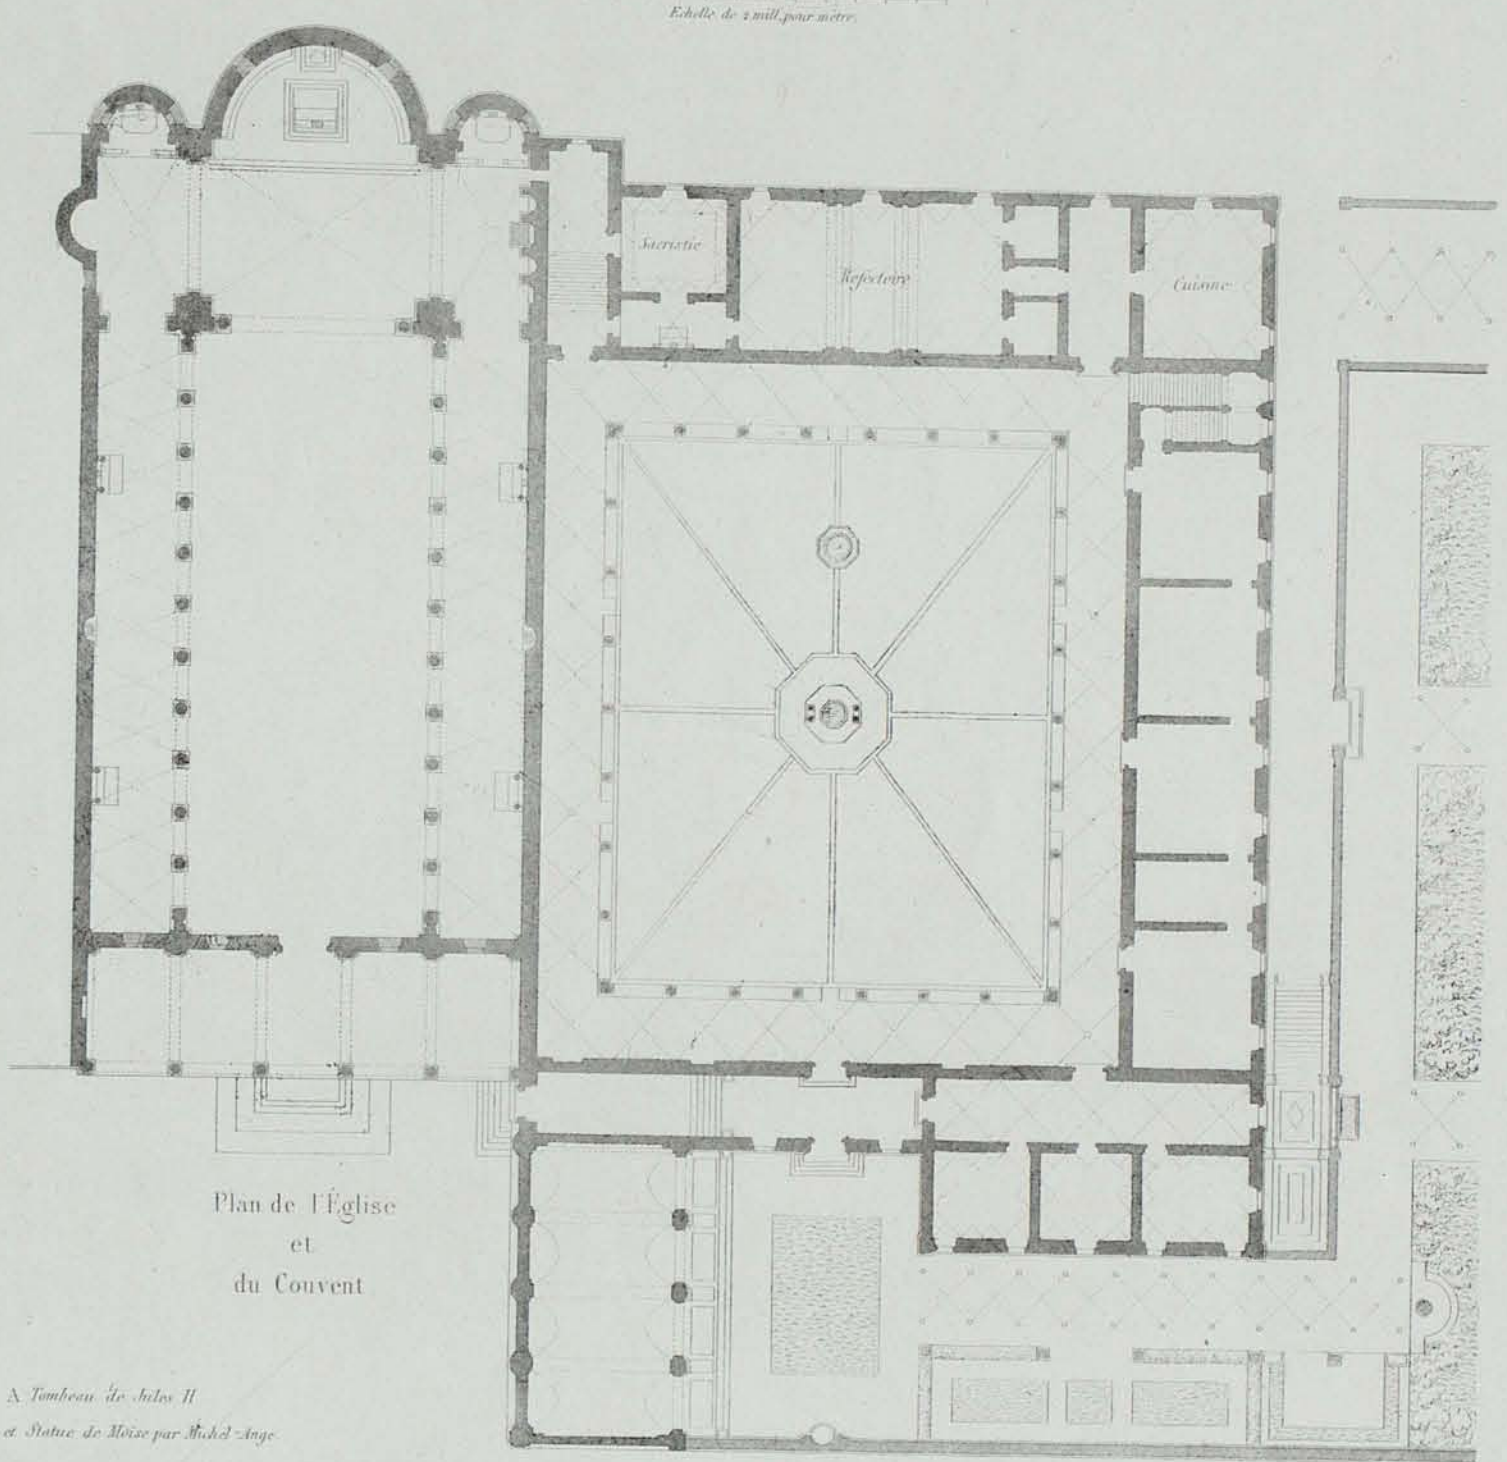 Echelle de 2 mill. pour mètre.
Sacristie
Réfectoire
Cuisine
Plan de l'Église
et
du Couvent
A Tombeau de Jules II
et Statue de Moïse par Michel-Ange